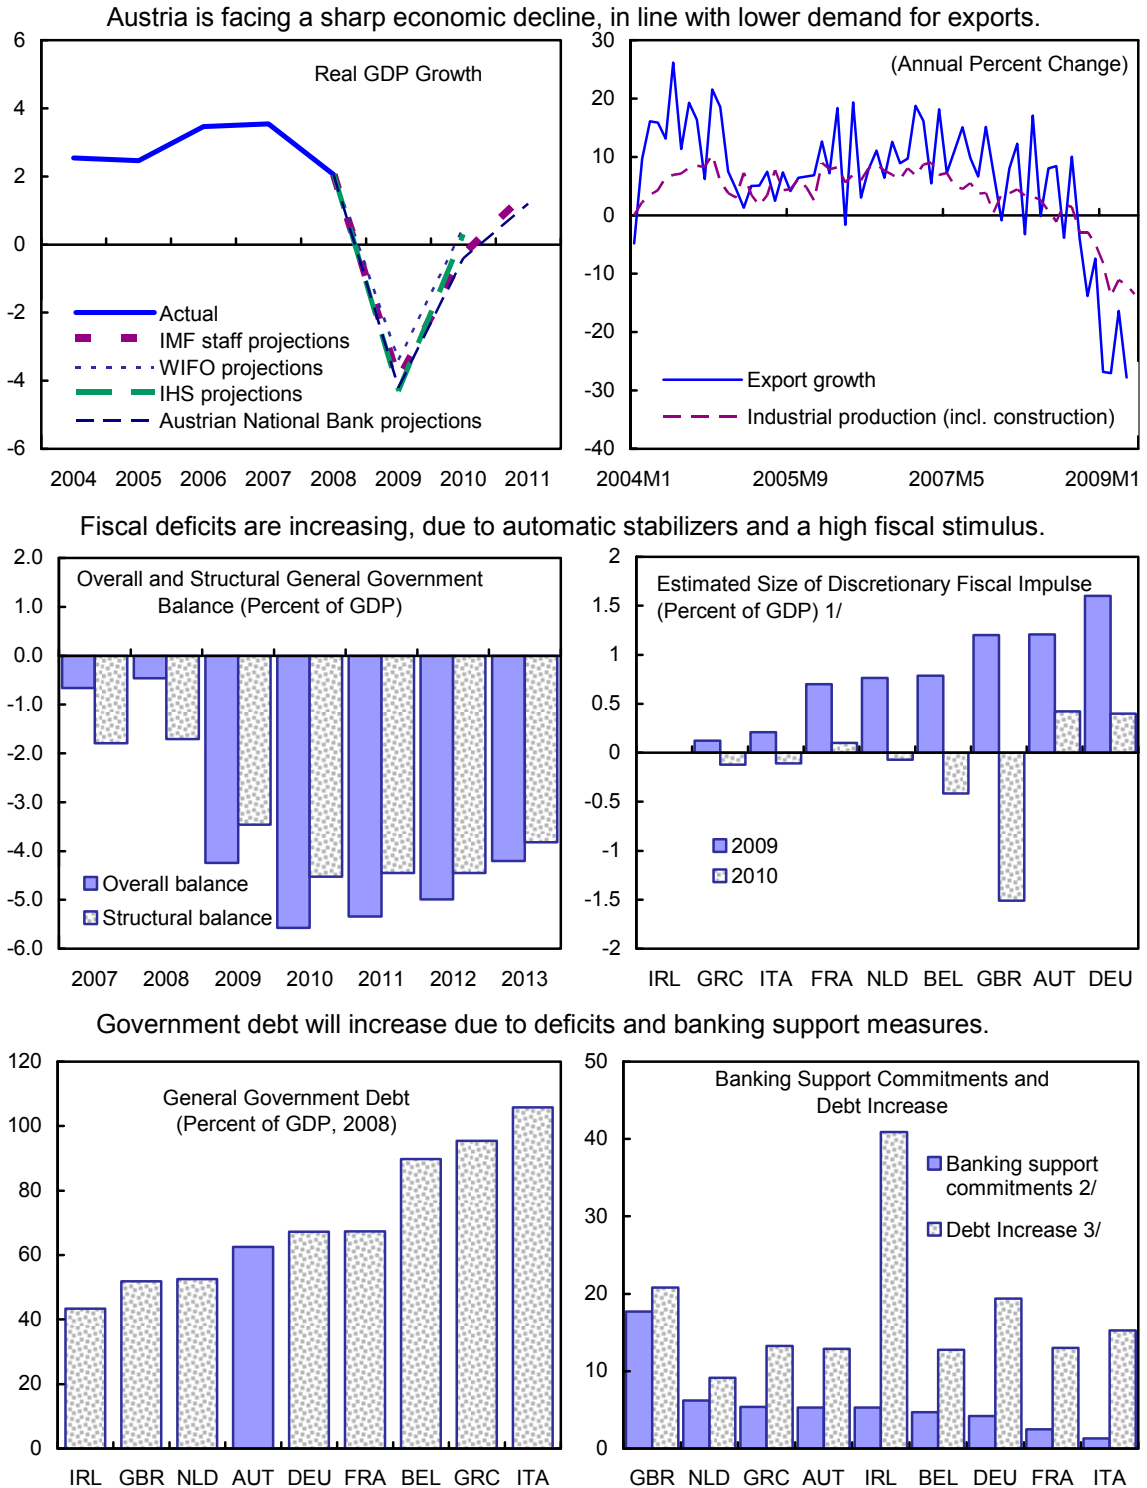 Austria is facing a sharp economic decline, in line with lower demand for exports.
6
4
2
0
-2
-4
-6
Real GDP Growth
Actual
IMF staff projections
WIFO projections
IHS projections
Austrian National Bank projections
2004 2005 2006 2007 2008 2009 2010 2011
30
20
10
0
-10
-20
-30
-40
(Annual Percent Change)
Export growth
Industrial production (incl. construction)
2004M1 2005M9 2007M5 2009M1
Fiscal deficits are increasing, due to automatic stabilizers and a high fiscal stimulus.
2.0
1.0
0.0
-1.0
-2.0
-3.0
-4.0
-5.0
-6.0
Overall and Structural General Government
Balance (Percent of GDP)
Overall balance
Structural balance
2007 2008 2009 2010 2011 2012 2013
2
1.5
1
0.5
0
-0.5
-1
-1.5
-2
Estimated Size of Discretionary Fiscal Impulse
(Percent of GDP) 1/
2009
2010
IRL GRC ITA FRA NLD BEL GBR AUT DEU
Government debt will increase due to deficits and banking support measures.
120
100
80
60
40
20
0
General Government Debt
(Percent of GDP, 2008)
IRL GBR NLD AUT DEU FRA BEL GRC ITA
50
40
30
20
10
0
Banking Support Commitments and
Debt Increase
Banking support
commitments 2/
Debt Increase 3/
GBR NLD GRC AUT IRL BEL DEU FRA ITA